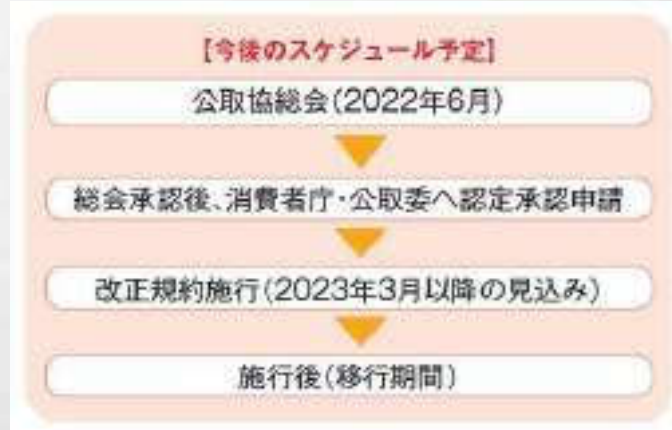 【今後のスケジュール予定】
公取協総会(2022年6月)
総会承認後、消費者庁・公取委へ認定承認申請
改正規約施行(2023年3月以降の見込み)
施行後(移行期間)